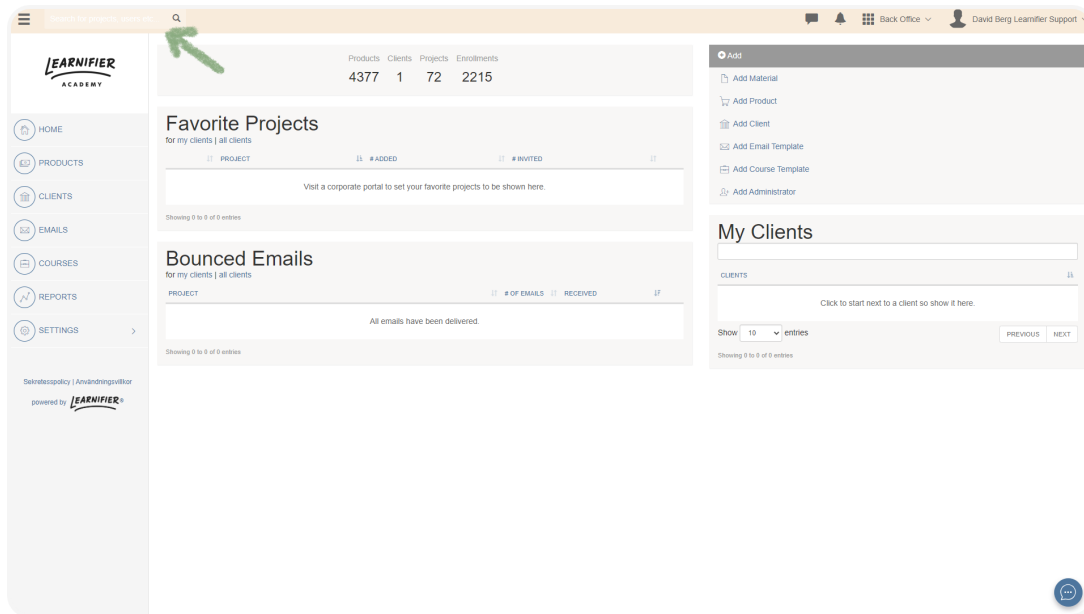 Search for projects, users etc.
Back Office
David Berg Learnifier Support
LEARNIFIER
ACADEMY
HOME
PRODUCTS
CLIENTS
EMAILS
COURSES
REPORTS
SETTINGS
Sekretesspolicy | Användningsvillkor
powered by LEARNIFIER®
Products Clients Projects Enrollments
4377 1 72 2215
Favorite Projects
for my clients | all clients
PROJECT # ADDED # INVITED
Visit a corporate portal to set your favorite projects to be shown here.
Showing 0 to 0 of 0 entries
Bounced Emails
for my clients | all clients
PROJECT # OF EMAILS RECEIVED
All emails have been delivered.
Showing 0 to 0 of 0 entries
Add
Add Material
Add Product
Add Client
Add Email Template
Add Course Template
Add Administrator
My Clients
CLIENTS
Click to start next to a client so show it here.
Show 10 entries
PREVIOUS NEXT
Showing 0 to 0 of 0 entries